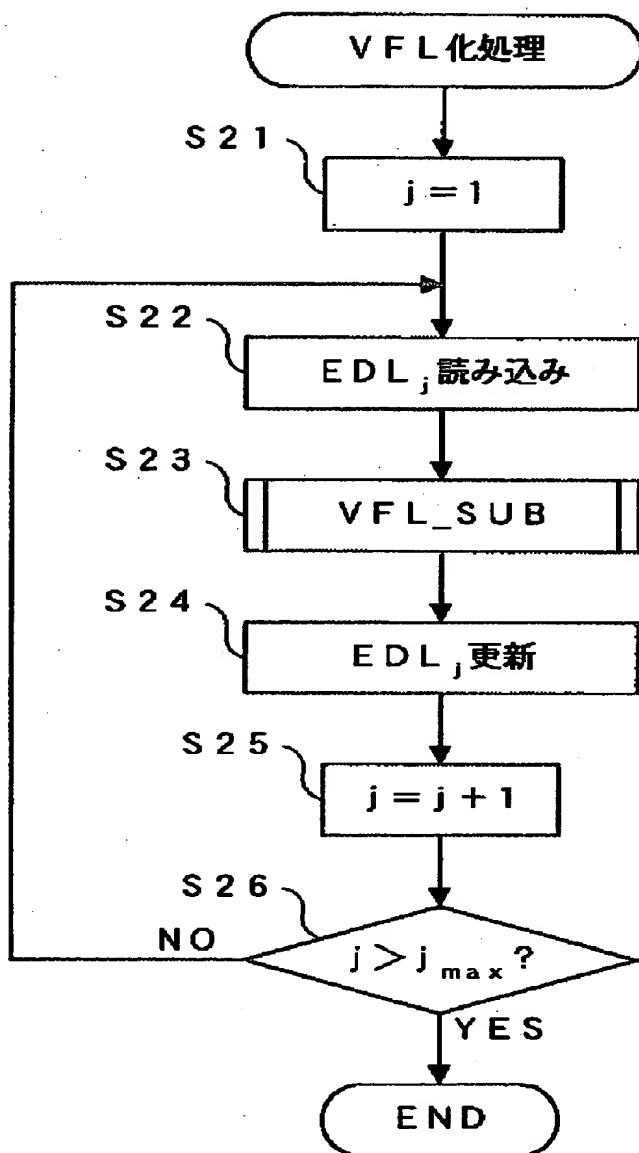 VFL化処理
S21
j=1
S22
EDLj読み込み
S23
VFL_SUB
S24
EDLj更新
S25
j=j+1
S26
NO
j>jmax?
YES
END